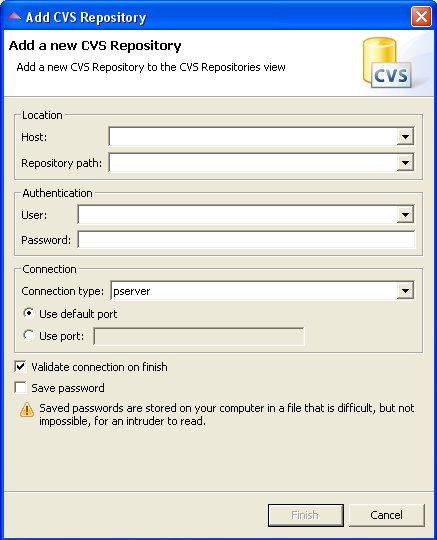 Add CVS Repository
Add a new CVS Repository
Add a new CVS Repository to the CVS Repositories view
CVS
Location
Host:
Repository path:
Authentication
User:
Password:
Connection
Connection type: pserver
Use default port
Use port:
Validate connection on finish
Save password
Saved passwords are stored on your computer in a file that is difficult, but not
impossible, for an intruder to read.
Finish Cancel